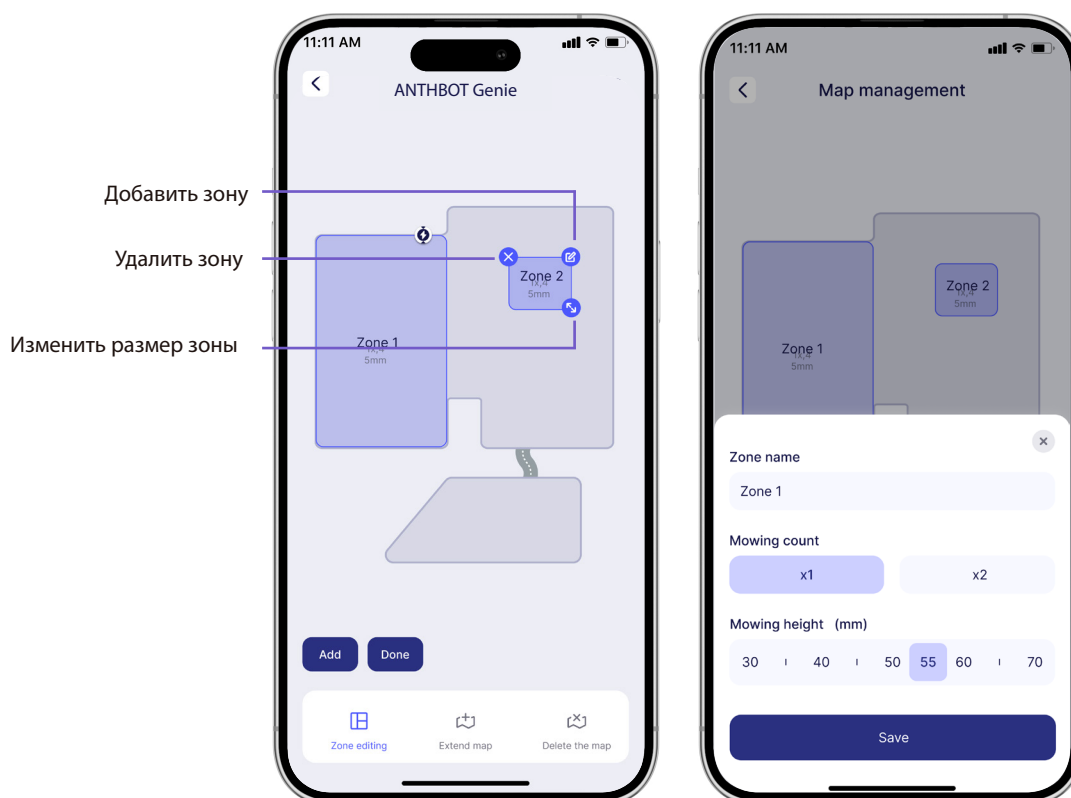 11:11 AM
ANTHBOT Genie
Добавить зону
Удалить зону
Изменить размер зоны
Zone 2
5mm
Zone 1
5mm
Add
Done
Zone editing
Extend map
Delete the map
11:11 AM
Map management
Zone 2
5mm
Zone 1
5mm
Zone name
Zone 1
Mowing count
x1
x2
Mowing height (mm)
30 ı 40 ı 50 55 60 ı 70
Save